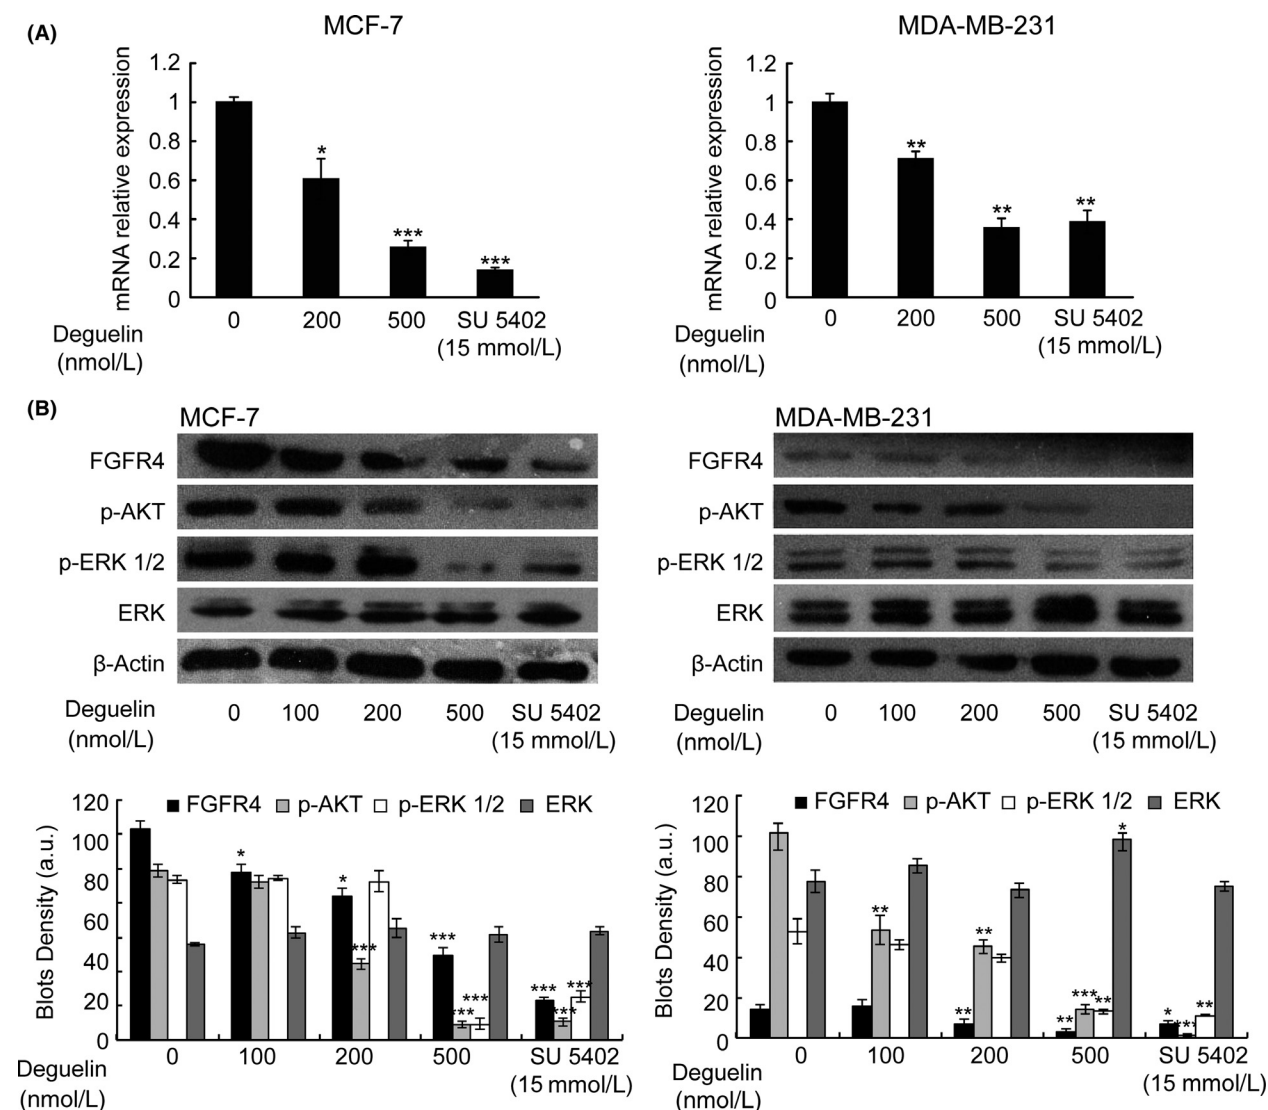 (A)
MCF-7
mRNA relative expression
1.2
1
0.8
0.6
0.4
0.2
0
*
***
***
0 200 500 SU 5402
Deguelin
(nmol/L)
(15 mmol/L)
MDA-MB-231
mRNA relative expression
1.2
1
0.8
0.6
0.4
0.2
0
**
**
**
0 200 500 SU 5402
Deguelin
(nmol/L)
(15 mmol/L)
(B)
MCF-7
FGFR4
p-AKT
p-ERK 1/2
ERK
β-Actin
Deguelin 0 100 200 500 SU 5402
(nmol/L) (15 mmol/L)
MDA-MB-231
FGFR4
p-AKT
p-ERK 1/2
ERK
β-Actin
Deguelin 0 100 200 500 SU 5402
(nmol/L) (15 mmol/L)
FGFR4 p-AKT p-ERK 1/2 ERK
Blots Density (a.u.)
120
100
80
60
40
20
0
*
*
***
***
***
***
***
***
***
0 100 200 500 SU 5402
Deguelin
(nmol/L)
(15 mmol/L)
FGFR4 p-AKT p-ERK 1/2 ERK
Blots Density (a.u.)
120
100
80
60
40
20
0
**
**
**
**
***
**
*
*
***
**
0 100 200 500 SU 5402
Deguelin
(nmol/L)
(15 mmol/L)